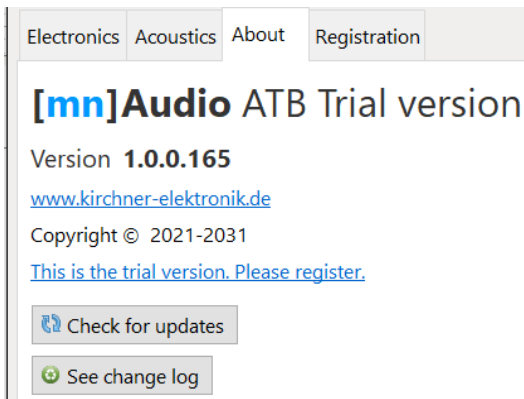 Electronics Acoustics About Registration
[mn]Audio ATB Trial version
Version 1.0.0.165
www.kirchner-elektronik.de
Copyright © 2021-2031
This is the trial version. Please register.
Check for updates
See change log